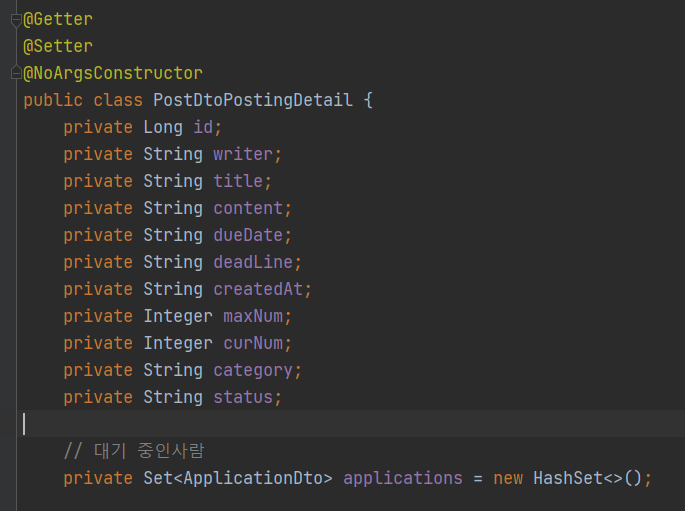 @Getter
@Setter
@NoArgsConstructor
public class PostDtoPostingDetail {
    private Long id;
    private String writer;
    private String title;
    private String content;
    private String dueDate;
    private String deadLine;
    private String createdAt;
    private Integer maxNum;
    private Integer curNum;
    private String category;
    private String status;

    // 대기 중인사람
    private Set<ApplicationDto> applications = new HashSet<>();